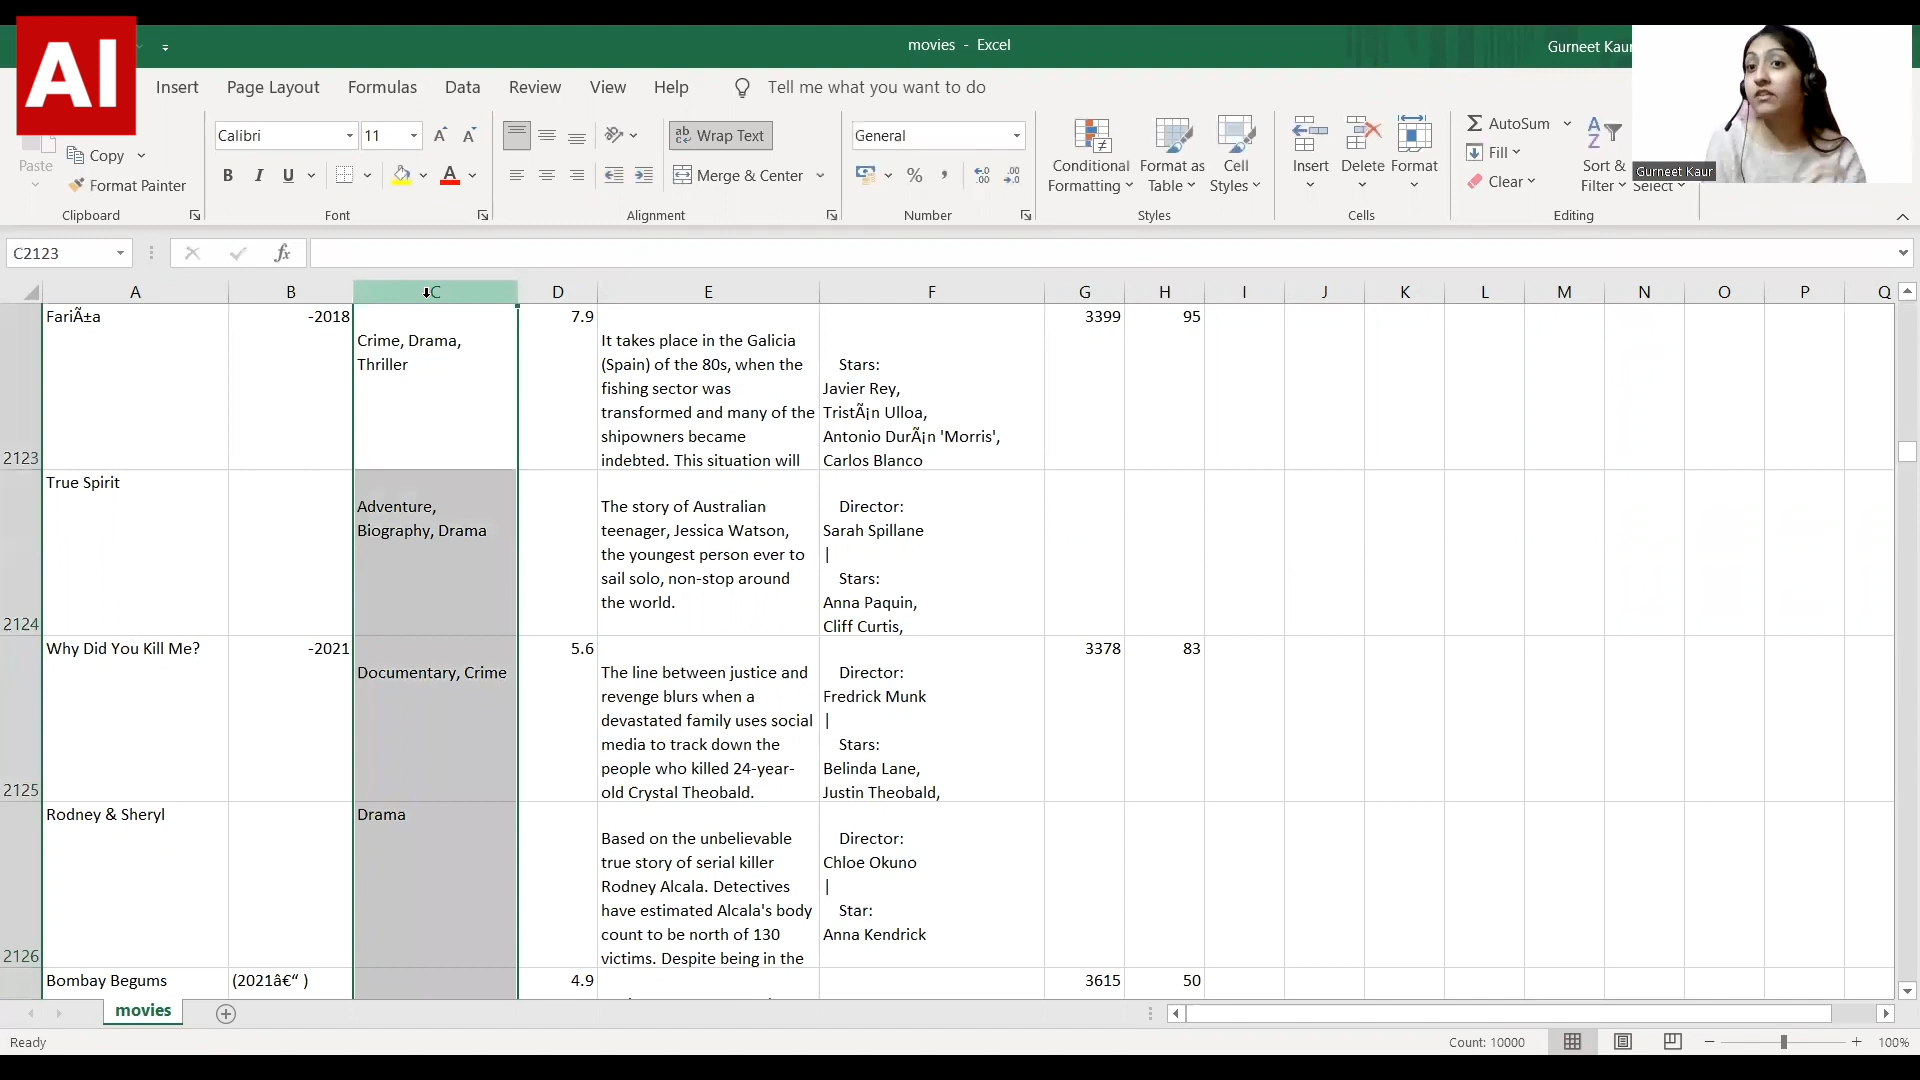 AI
movies - Excel
Gurneet Kaur
Insert
Page Layout
Formulas
Data
Review
View
Help
Tell me what you want to do
Paste
Copy
Format Painter
Clipboard
Calibri
11
B I U
A
Font
ab
Wrap Text
Merge & Center
Alignment
General
%
Number
Conditional
Formatting
Format as
Table
Cell
Styles
Styles
Insert
Delete
Format
Cells
AutoSum
Fill
Clear
Sort &
Filter
Select
Editing
Gurneet Kaur
C2123
fx
A B C D E F G H I J K L M N O P Q
2123
FariÃ±a
-2018
Crime, Drama,
Thriller
7.9
It takes place in the Galicia
(Spain) of the 80s, when the
fishing sector was
transformed and many of the
shipowners became
indebted. This situation will
Stars:
Javier Rey,
TristÃ¡n Ulloa,
Antonio DurÃ¡n 'Morris',
Carlos Blanco
3399
95
2124
True Spirit
Adventure,
Biography, Drama
The story of Australian
teenager, Jessica Watson,
the youngest person ever to
sail solo, non-stop around
the world.
Director:
Sarah Spillane
|
Stars:
Anna Paquin,
Cliff Curtis,
2125
Why Did You Kill Me?
-2021
Documentary, Crime
5.6
The line between justice and
revenge blurs when a
devastated family uses social
media to track down the
people who killed 24-year-
old Crystal Theobald.
Director:
Fredrick Munk
|
Stars:
Belinda Lane,
Justin Theobald,
3378
83
2126
Rodney & Sheryl
Drama
Based on the unbelievable
true story of serial killer
Rodney Alcala. Detectives
have estimated Alcala's body
count to be north of 130
victims. Despite being in the
Director:
Chloe Okuno
|
Star:
Anna Kendrick
Bombay Begums
(2021â€“ )
4.9
3615
50
movies
Ready
Count: 10000
100%